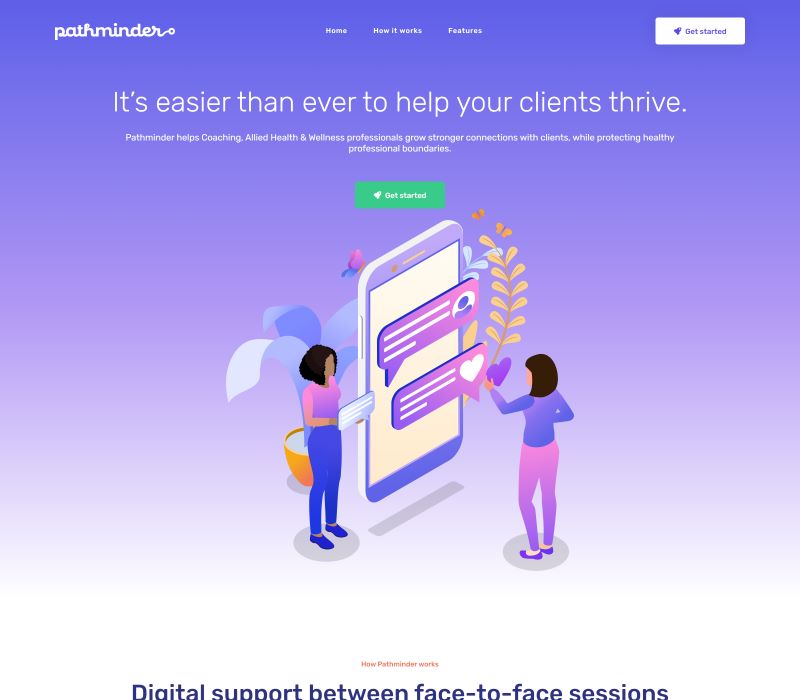 pathminder
Home
How it works
Features
Get started
It's easier than ever to help your clients thrive.
Pathminder helps Coaching, Allied Health & Wellness professionals grow stronger connections with clients, while protecting healthy
professional boundaries.
Get started
How Pathminder works
Digital support between face-to-face sessions